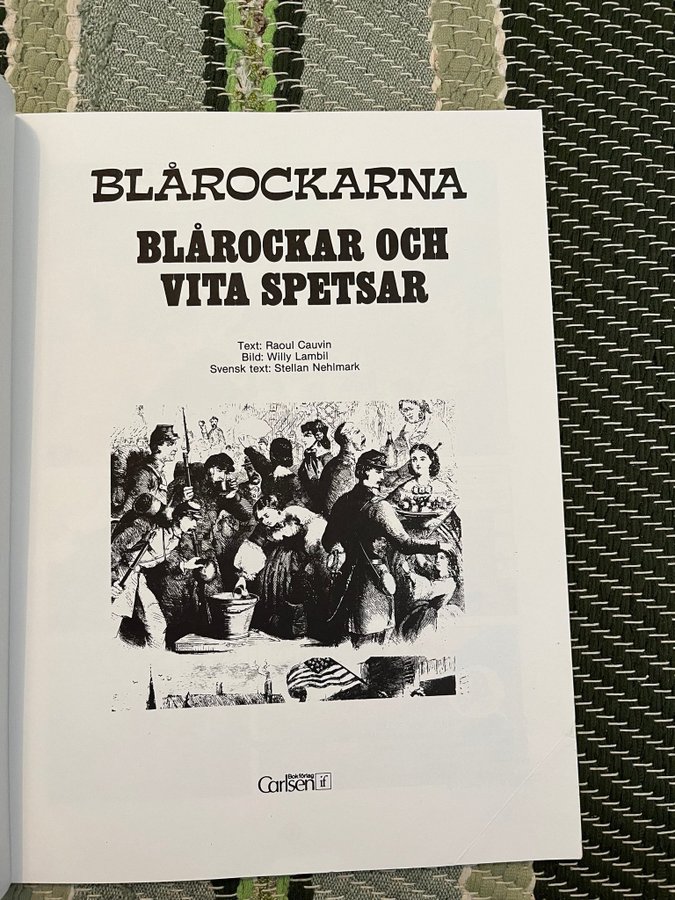 BLÅROCKARNA
BLÅROCKAR OCH
VITA SPETSAR
Text: Raoul Cauvin
Bild: Willy Lambil
Svensk text: Stellan Nehlmark
Bokförlag
Carlsen if